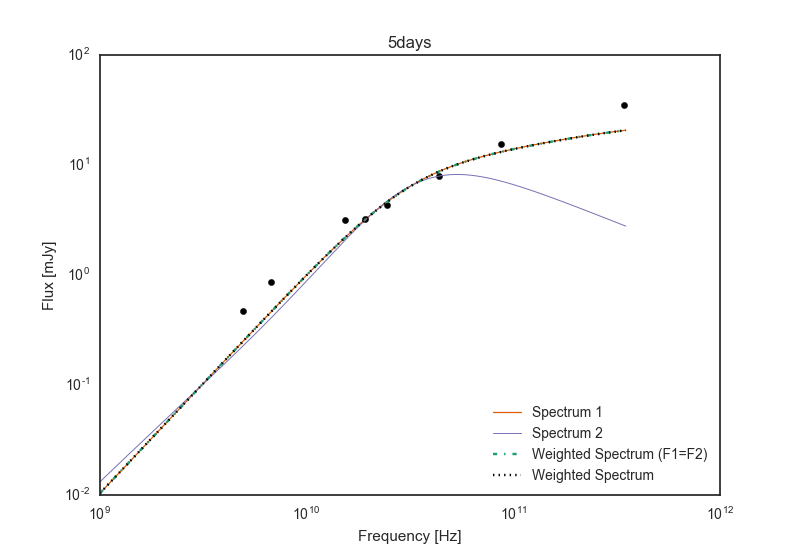 5days
10^2
10^1
10^0
10^-1
10^-2
Flux [mJy]
Spectrum 1
Spectrum 2
Weighted Spectrum (F1=F2)
Weighted Spectrum
10^9
10^10
10^11
10^12
Frequency [Hz]